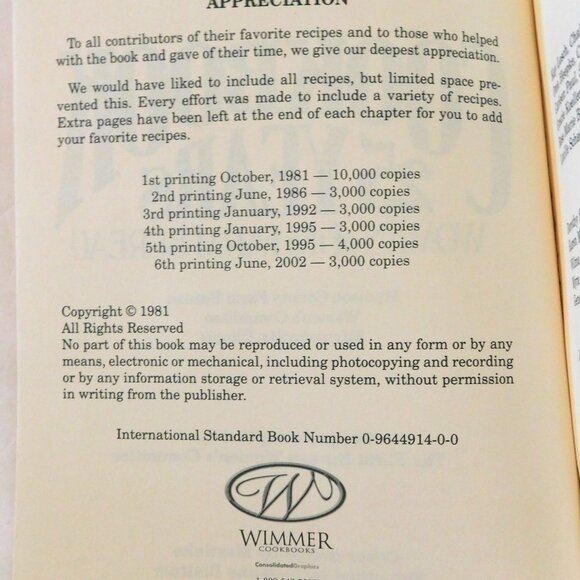 APPRECIATION
To all contributors of their favorite recipes and to those who helped
with the book and gave of their time, we give our deepest appreciation.
We would have liked to include all recipes, but limited space pre-
vented this. Every effort was made to include a variety of recipes.
Extra pages have been left at the end of each chapter for you to add
your favorite recipes.
1st printing October, 1981 — 10,000 copies
2nd printing June, 1986 — 3,000 copies
3rd printing January, 1992 — 3,000 copies
4th printing January, 1995 — 3,000 copies
5th printing October, 1995 — 4,000 copies
6th printing June, 2002 — 3,000 copies
Copyright © 1981
All Rights Reserved
No part of this book may be reproduced or used in any form or by any
means, electronic or mechanical, including photocopying and recording
or by any information storage or retrieval system, without permission
in writing from the publisher.
International Standard Book Number 0-9644914-0-0
W
WIMMER
COOKBOOKS
ConsolidatedGraphics